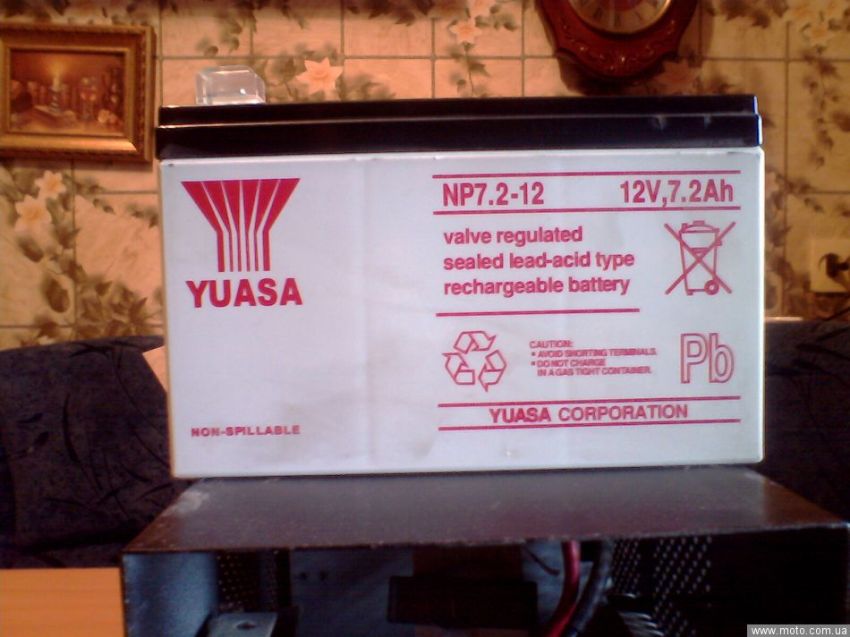 NP7.2-12 12V,7.2Ah
valve regulated
sealed lead-acid type
rechargeable battery
YUASA
CAUTION:
• AVOID SHORTING TERMINALS.
• DO NOT CHARGE
IN A GAS TIGHT CONTAINER.
Pb
YUASA CORPORATION
NON-SPILLABLE
www.moto.com.ua